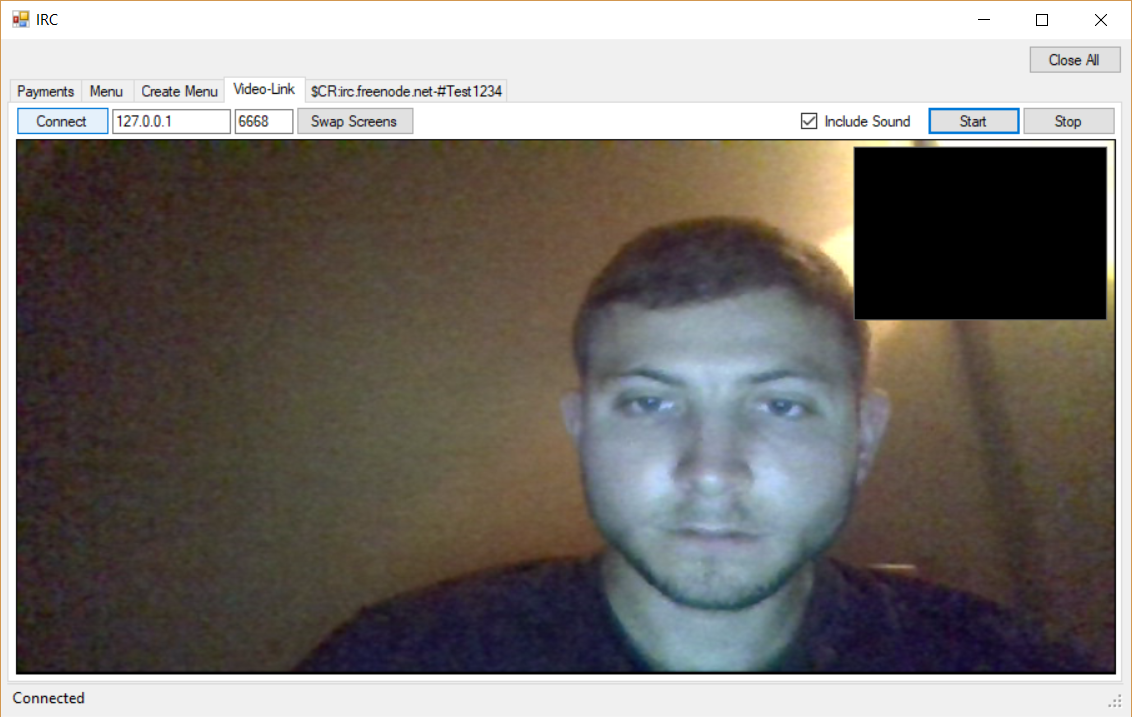 IRC
Close All
Payments Menu Create Menu Video-Link $CR:irc.freenode.net-#Test1234
Connect 127.0.0.1 6668 Swap Screens Include Sound Start Stop
Connected